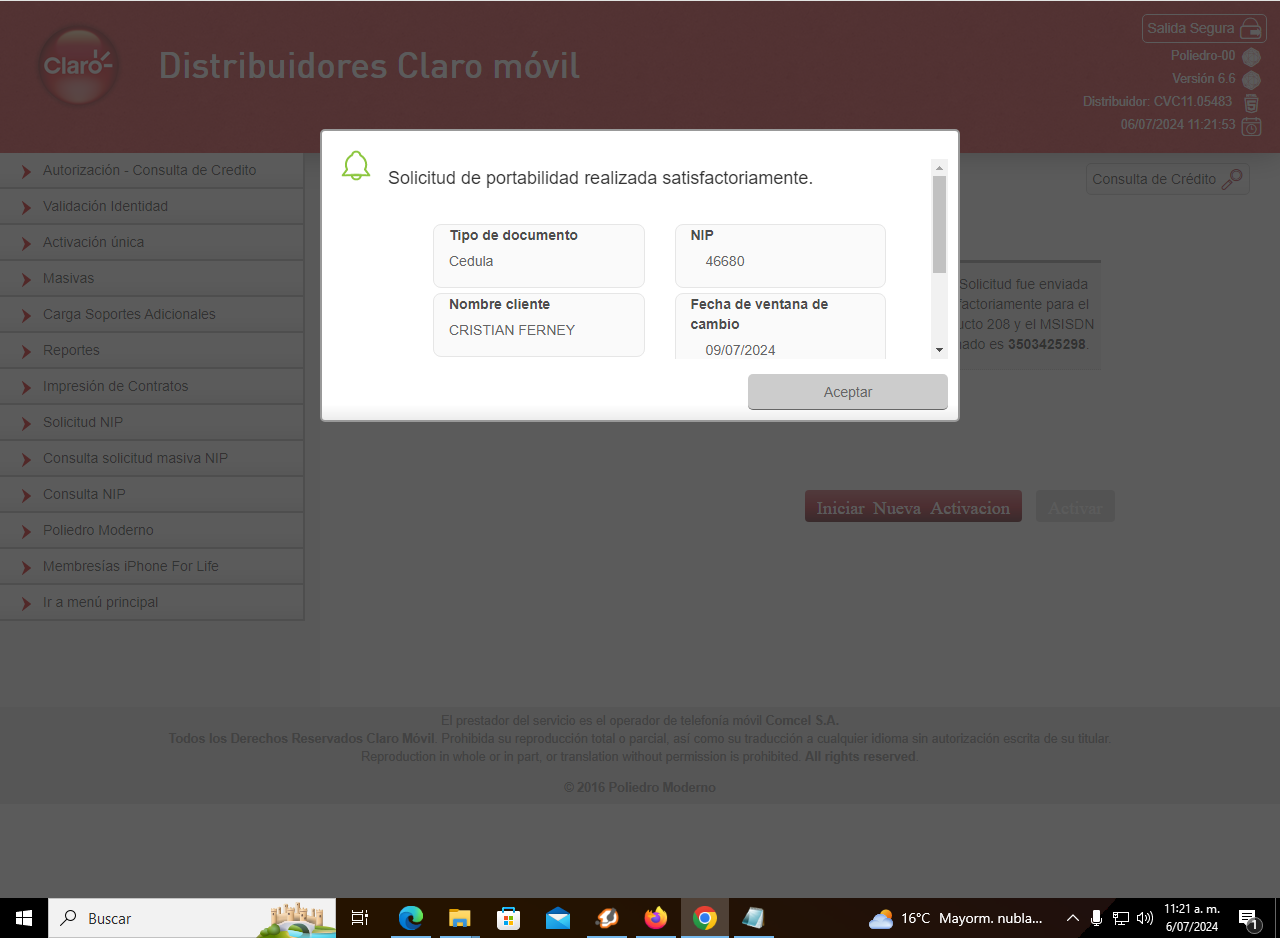 Claro
Distribuidores Claro móvil
Salida Segura
Poliedro-00
Versión 6.6
Distribuidor: CVC11.05483
06/07/2024 11:21:53
Autorización - Consulta de Credito
Validación Identidad
Activación única
Masivas
Carga Soportes Adicionales
Reportes
Impresión de Contratos
Solicitud NIP
Consulta solicitud masiva NIP
Consulta NIP
Poliedro Moderno
Membresías iPhone For Life
Ir a menú principal
Consulta de Crédito
Solicitud de portabilidad realizada satisfactoriamente.
Tipo de documento
Cedula
NIP
46680
Nombre cliente
CRISTIAN FERNEY
Fecha de ventana de
cambio
09/07/2024
Aceptar
Solicitud fue enviada
factoriamente para el
ucto 208 y el MSISDN
nado es 3503425298.
Iniciar Nueva Activacion
Activar
El prestador del servicio es el operador de telefonía móvil Comcel S.A.
Todos los Derechos Reservados Claro Móvil. Prohibida su reproducción total o parcial, así como su traducción a cualquier idioma sin autorización escrita de su titular.
Reproduction in whole or in part, or translation without permission is prohibited. All rights reserved.
© 2016 Poliedro Moderno
Buscar
16°C Mayorm. nubla...
11:21 a. m.
6/07/2024
1